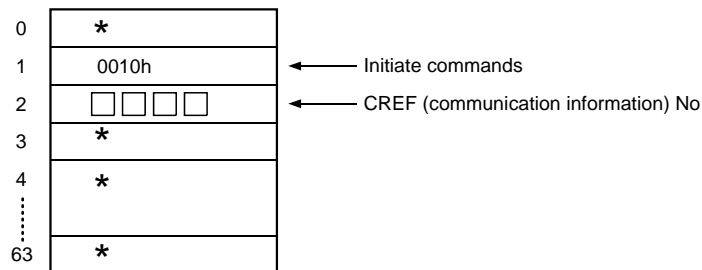 0 *
1 0010h Initiate commands
2 □□□□ CREF (communication information) No
3 *
4 *
63 *